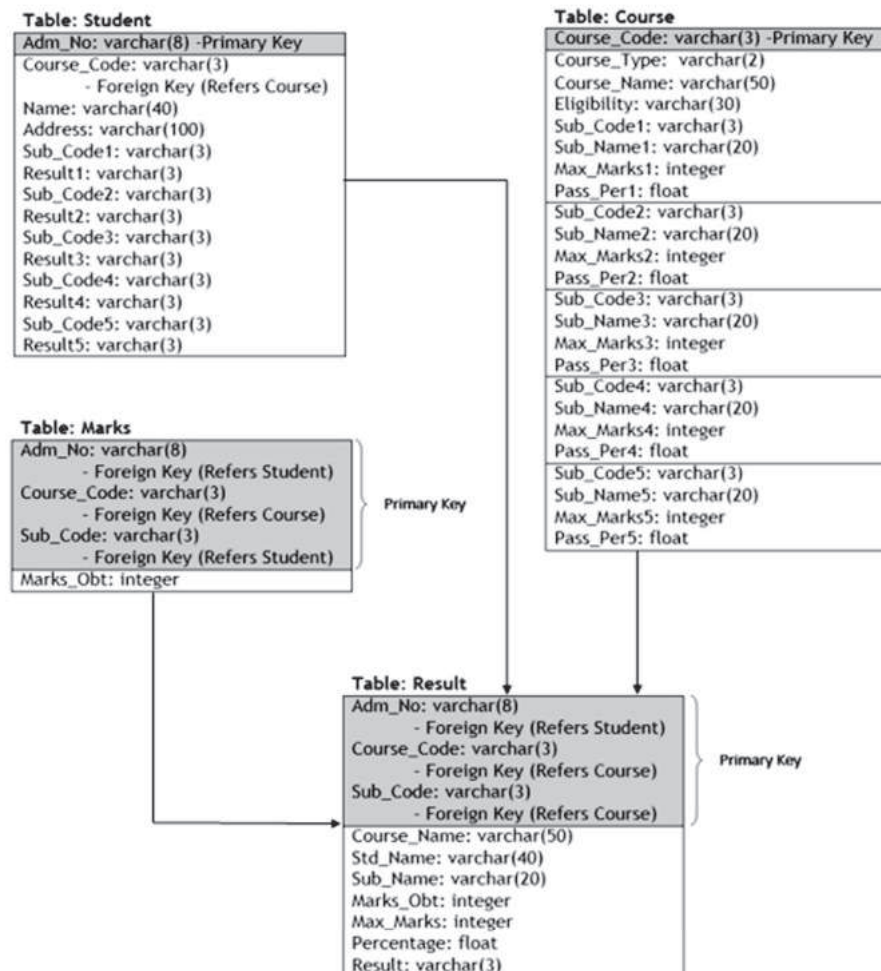 Table: Student
Adm_No: varchar(8) -Primary Key
Course_Code: varchar(3)
- Foreign Key (Refers Course)
Name: varchar(40)
Address: varchar(100)
Sub_Code1: varchar(3)
Result1: varchar(3)
Sub_Code2: varchar(3)
Result2: varchar(3)
Sub_Code3: varchar(3)
Result3: varchar(3)
Sub_Code4: varchar(3)
Result4: varchar(3)
Sub_Code5: varchar(3)
Result5: varchar(3)
Table: Course
Course_Code: varchar(3) -Primary Key
Course_Type: varchar(2)
Course_Name: varchar(50)
Eligibility: varchar(30)
Sub_Code1: varchar(3)
Sub_Name1: varchar(20)
Max_Marks1: integer
Pass_Per1: float
Sub_Code2: varchar(3)
Sub_Name2: varchar(20)
Max_Marks2: integer
Pass_Per2: float
Sub_Code3: varchar(3)
Sub_Name3: varchar(20)
Max_Marks3: integer
Pass_Per3: float
Sub_Code4: varchar(3)
Sub_Name4: varchar(20)
Max_Marks4: integer
Pass_Per4: float
Sub_Code5: varchar(3)
Sub_Name5: varchar(20)
Max_Marks5: integer
Pass_Per5: float
Table: Marks
Adm_No: varchar(8)
- Foreign Key (Refers Student)
Course_Code: varchar(3)
- Foreign Key (Refers Course)
Sub_Code: varchar(3)
- Foreign Key (Refers Student)
Marks_Obt: integer
Primary Key
Table: Result
Adm_No: varchar(8)
- Foreign Key (Refers Student)
Course_Code: varchar(3)
- Foreign Key (Refers Course)
Sub_Code: varchar(3)
- Foreign Key (Refers Course)
Course_Name: varchar(50)
Std_Name: varchar(40)
Sub_Name: varchar(20)
Marks_Obt: integer
Max_Marks: integer
Percentage: float
Result: varchar(3)
Primary Key